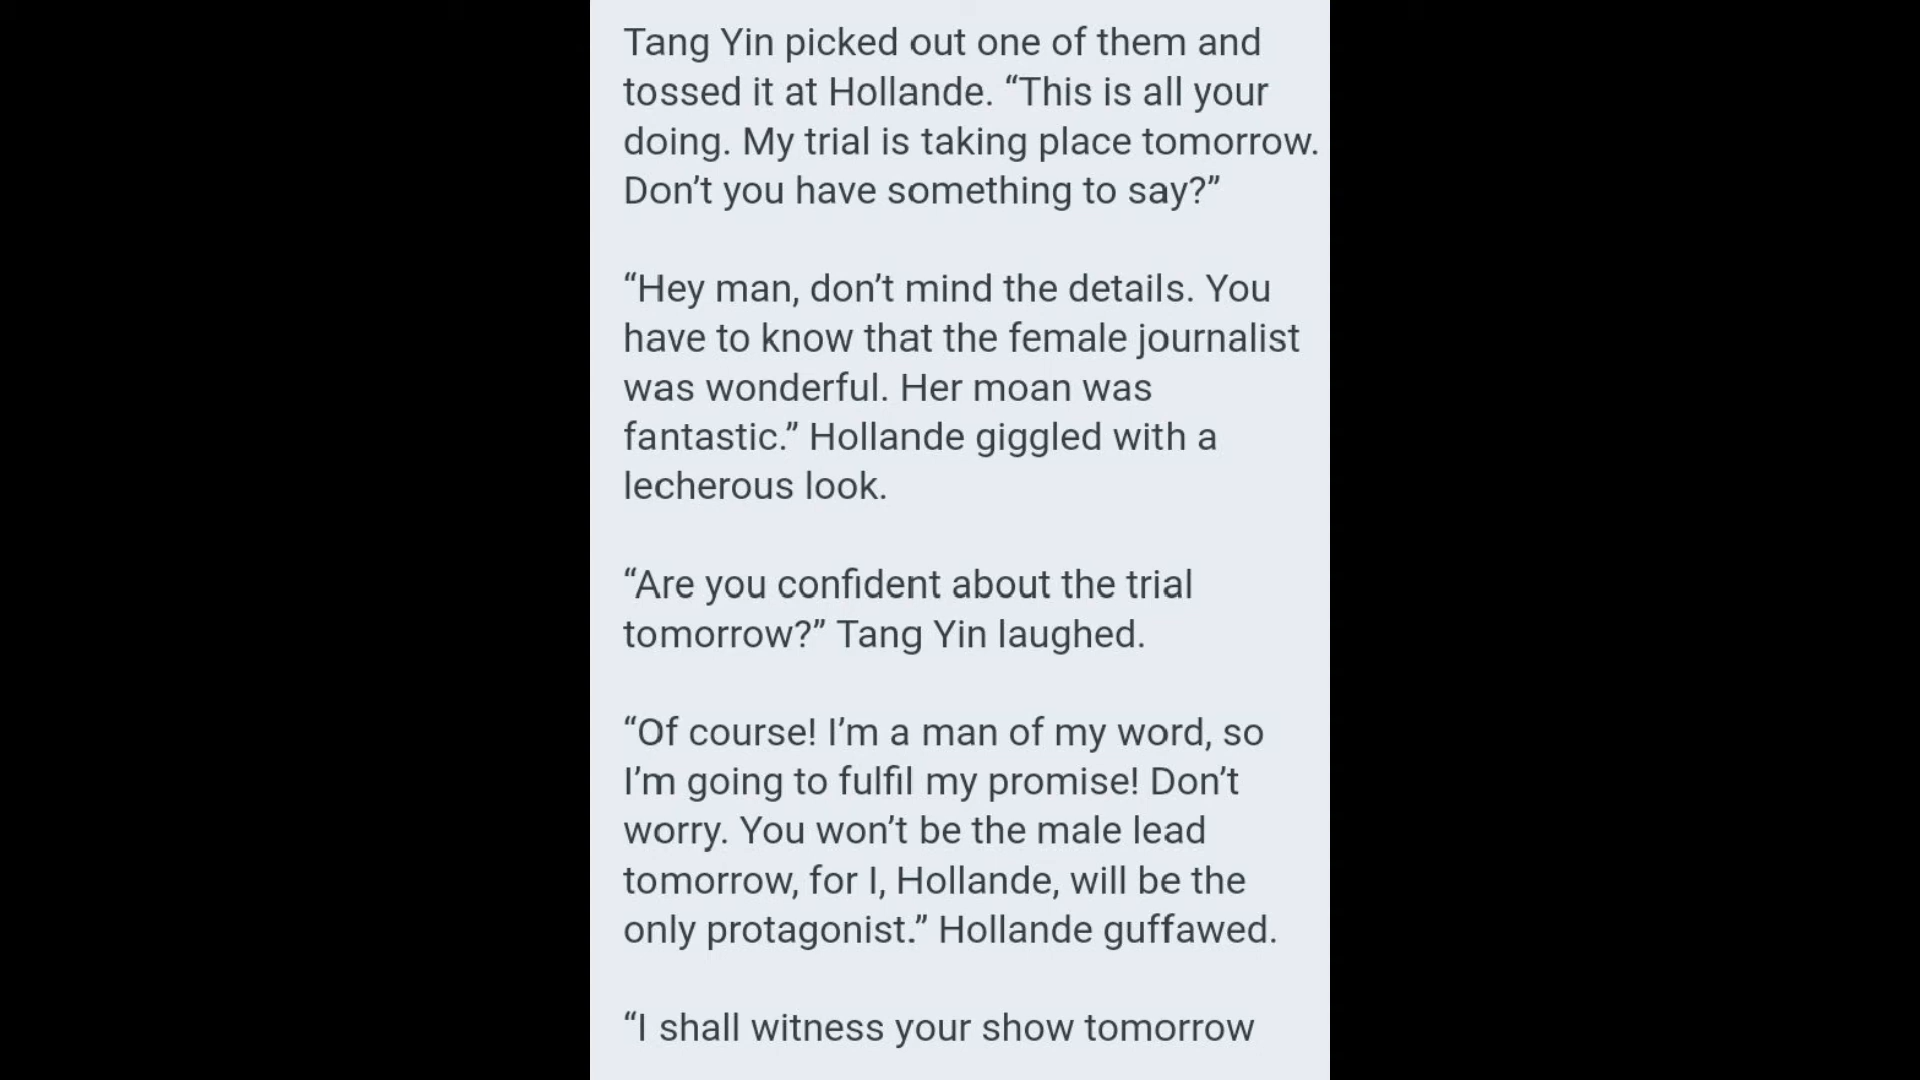 Tang Yin picked out one of them and
tossed it at Hollande. “This is all your
doing. My trial is taking place tomorrow.
Don’t you have something to say?”
“Hey man, don’t mind the details. You
have to know that the female journalist
was wonderful. Her moan was
fantastic.” Hollande giggled with a
lecherous look.
“Are you confident about the trial
tomorrow?” Tang Yin laughed.
“Of course! I’m a man of my word, so
I’m going to fulfil my promise! Don’t
worry. You won’t be the male lead
tomorrow, for I, Hollande, will be the
only protagonist.” Hollande guffawed.
“I shall witness your show tomorrow